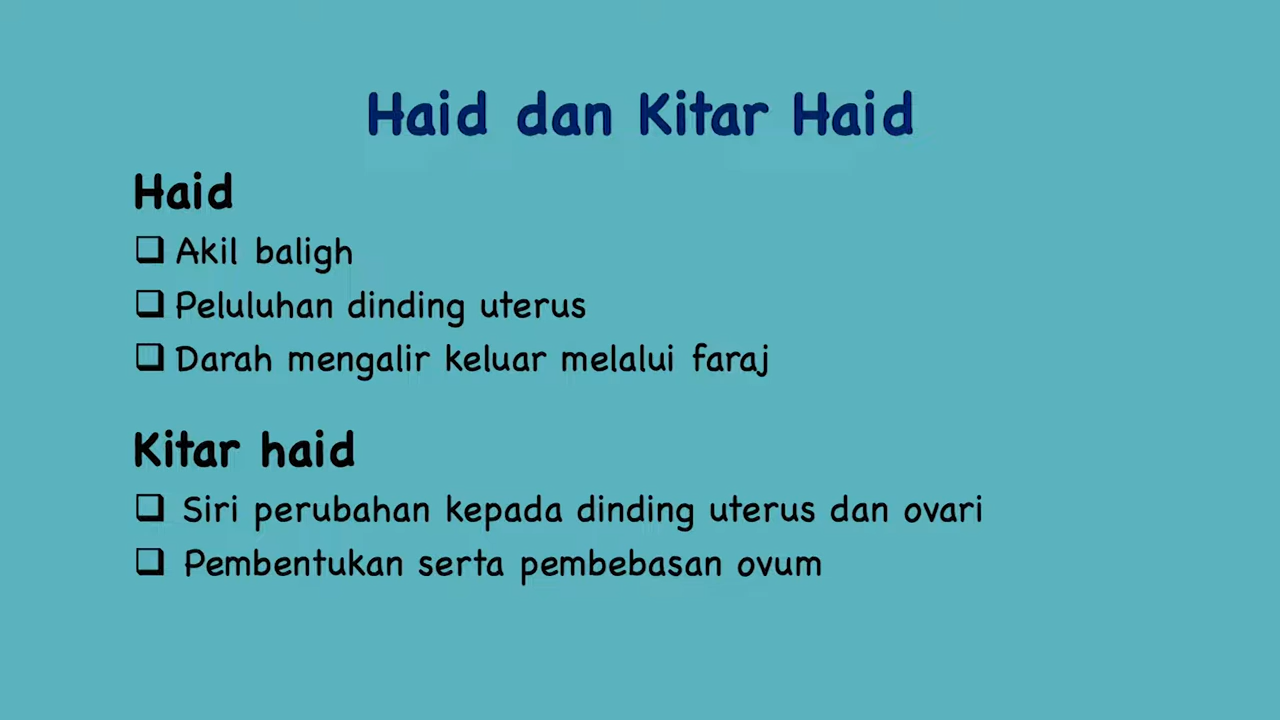 Haid dan Kitar Haid
Haid
❑ Akil baligh
❑ Peluluhan dinding uterus
❑ Darah mengalir keluar melalui faraj
Kitar haid
❑ Siri perubahan kepada dinding uterus dan ovari
❑ Pembentukan serta pembebasan ovum